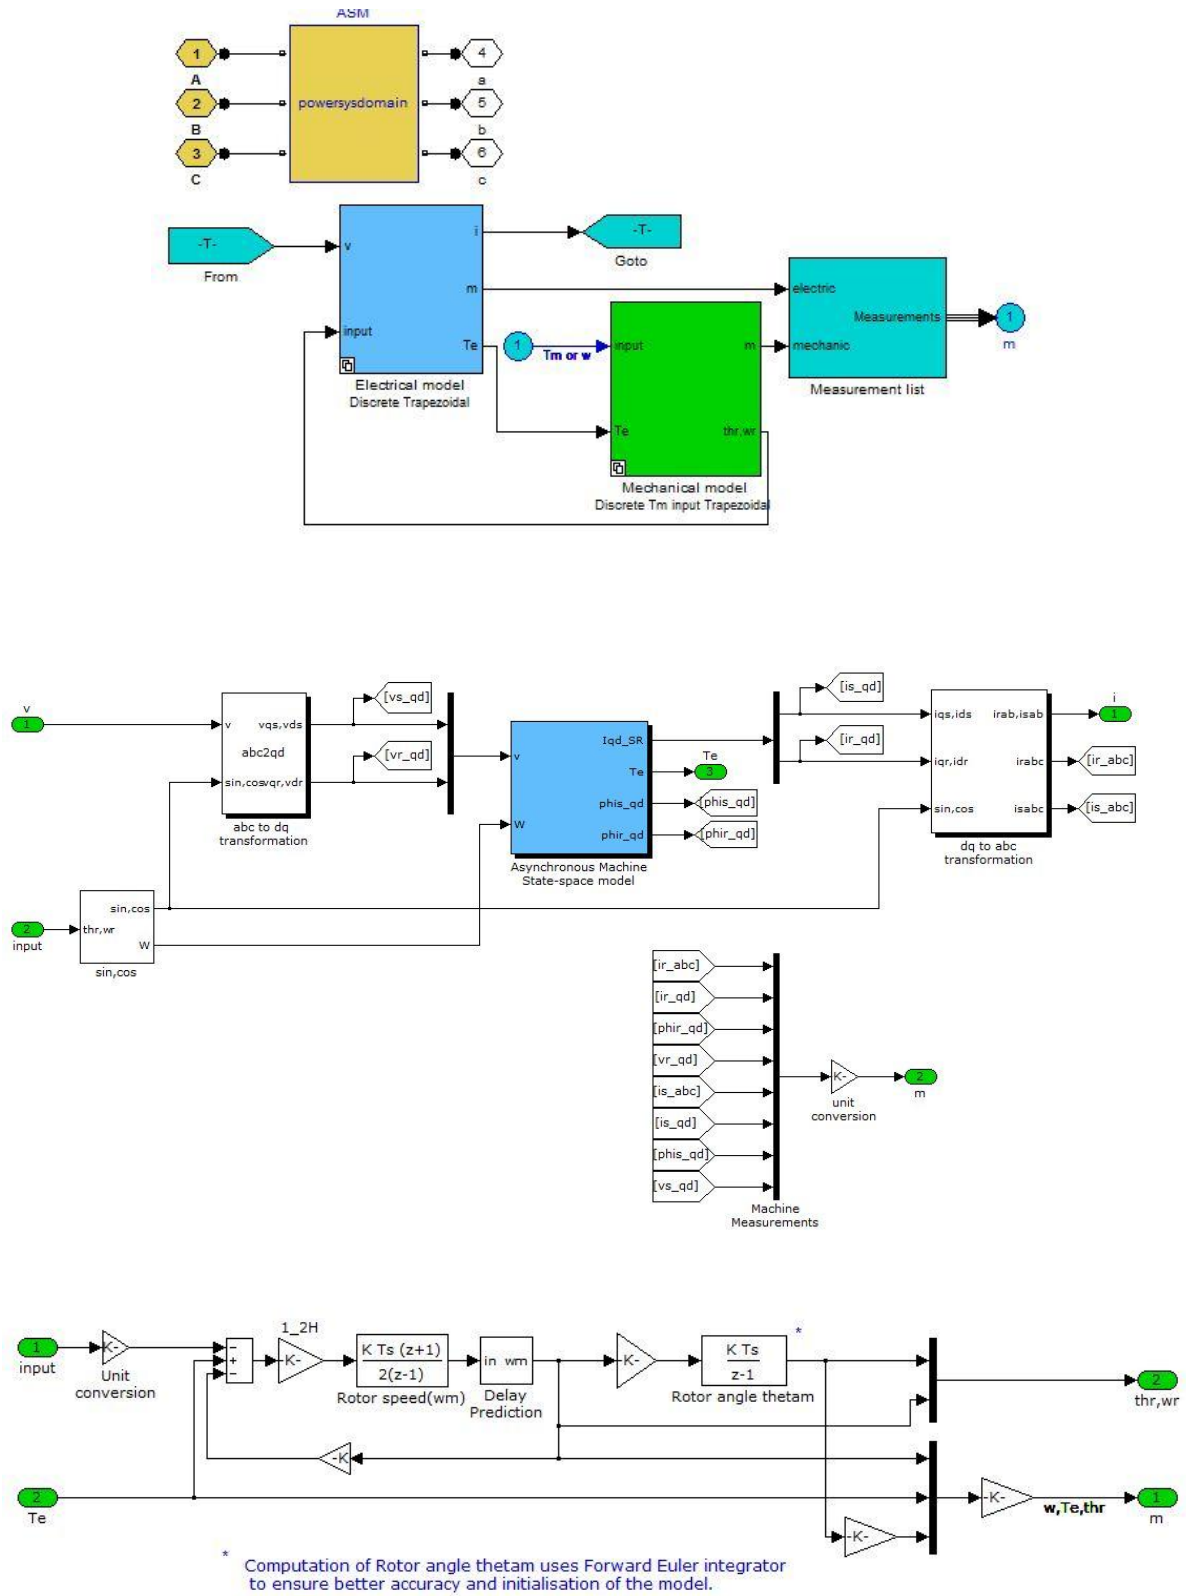 ASM
1
A
2
B
3
C
powersysdomain
4
a
5
b
6
c
-T-
From
v
input
i
m
Te
Electrical model
Discrete Trapezoidal
-T-
Goto
1
Tm or w
input
Te
m
thr,wr
Mechanical model
Discrete Tm input Trapezoidal
electric
mechanic
Measurements
Measurement list
1
m
v
1
v
vqs,vds
abc2qd
sin,cos
vqr,vdr
abc to dq
transformation
[vs_qd]
[vr_qd]
2
input
thr,wr
sin,cos
W
sin,cos
v
W
Iqd_SR
Te
phis_qd
phir_qd
Asynchronous Machine
State-space model
Te
3
[phis_qd]
[phir_qd]
[is_qd]
[ir_qd]
iqs,ids
iqr,idr
sin,cos
irab,isab
irabc
isabc
dq to abc
transformation
i
1
[ir_abc]
[is_abc]
[ir_abc]
[ir_qd]
[phir_qd]
[vr_qd]
[is_abc]
[is_qd]
[phis_qd]
[vs_qd]
Machine
Measurements
K-
unit
conversion
2
m
1
input
K-
Unit
conversion
−
+
−
1_2H
-K-
K Ts (z+1)
2(z-1)
Rotor speed(wm)
in wm
Delay
Prediction
-K-
K Ts
z-1
*
Rotor angle thetam
2
thr,wr
-K
2
Te
-K-
-K-
w,Te,thr
1
m
* Computation of Rotor angle thetam uses Forward Euler integrator
to ensure better accuracy and initialisation of the model.